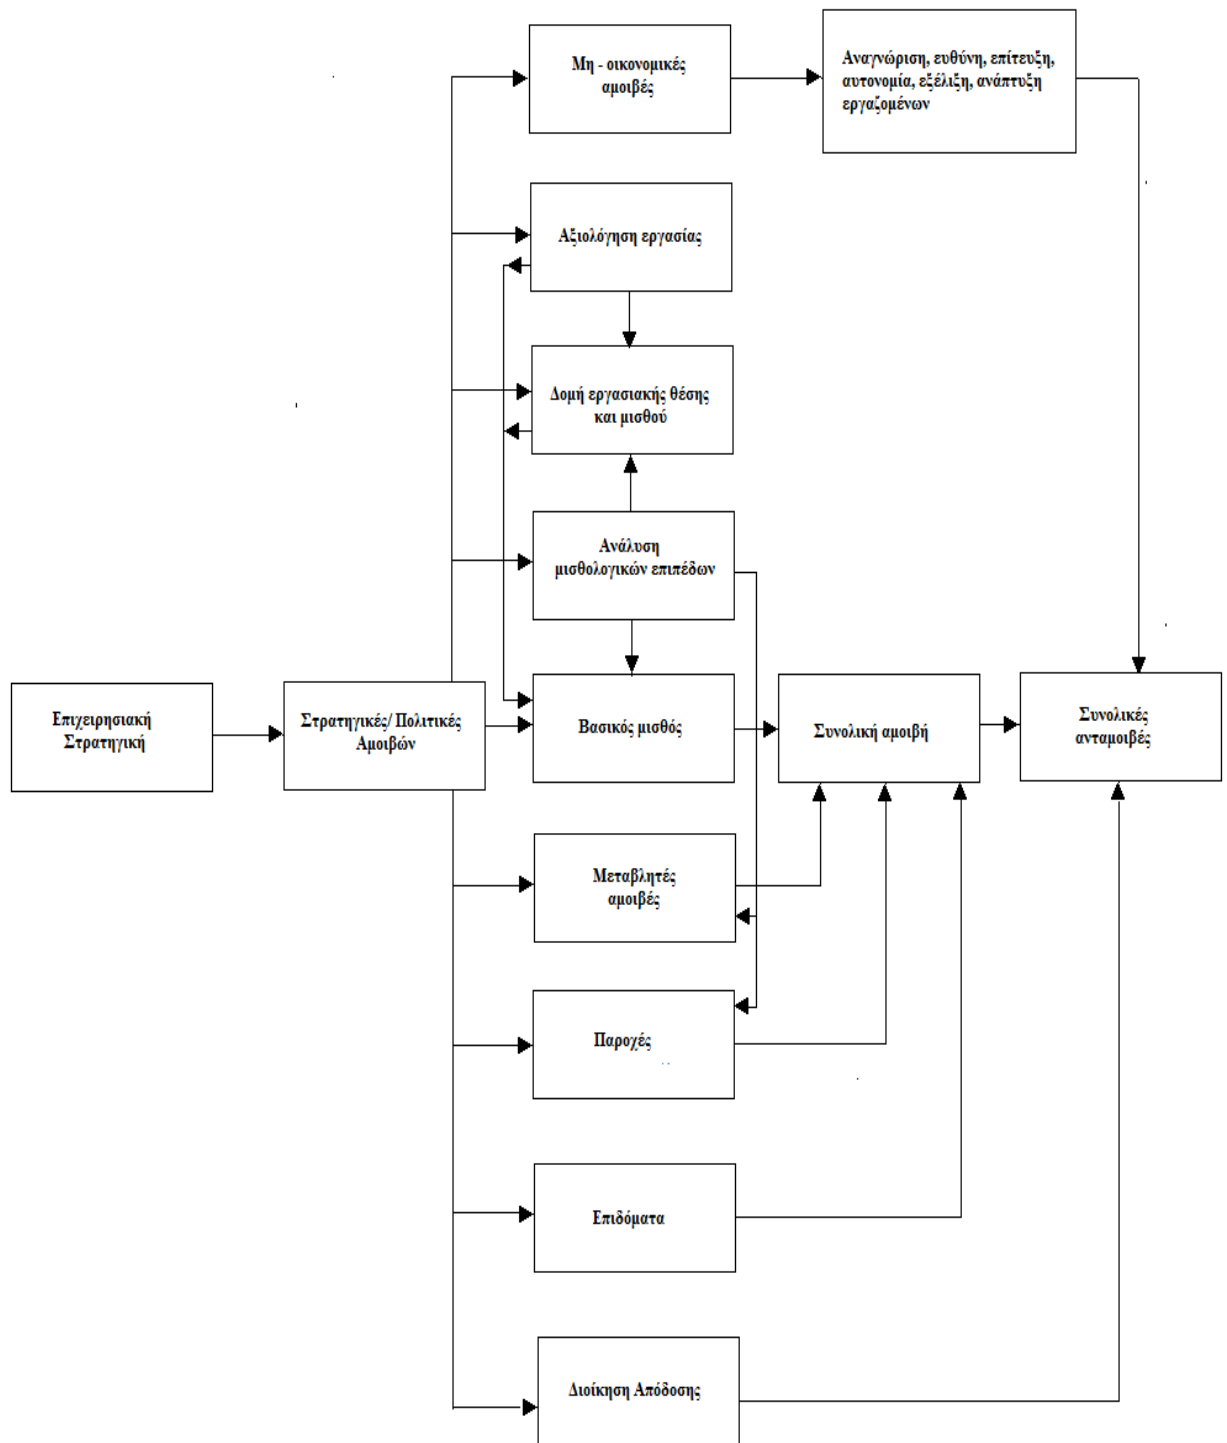 Μη - οικονομικές
αμοιβές
Αναγνώριση, ευθύνη, επίτευξη,
αυτονομία, εξέλιξη, ανάπτυξη
εργαζομένων
Αξιολόγηση εργασίας
Δομή εργασιακής θέσης
και μισθού
Ανάλυση
μισθολογικών επιπέδων
Επιχειρησιακή
Στρατηγική
Στρατηγικές/ Πολιτικές
Αμοιβών
Βασικός μισθός
Συνολική αμοιβή
Συνολικές
ανταμοιβές
Μεταβλητές
αμοιβές
Παροχές
Επιδόματα
Διοίκηση Απόδοσης